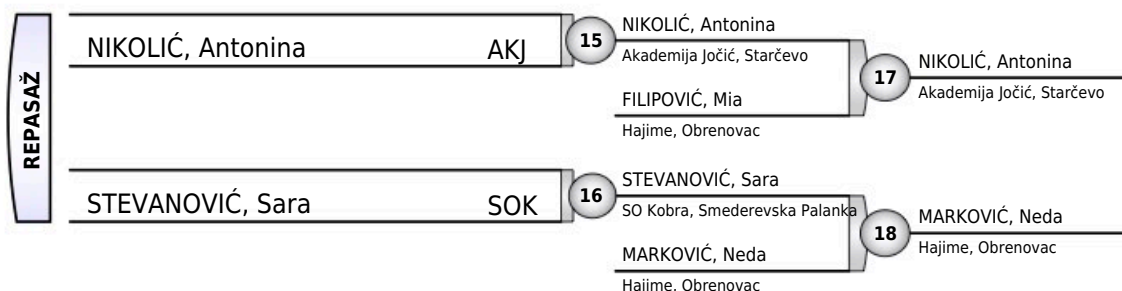 REPASAŽ
NIKOLIĆ, Antonina AKJ
15
NIKOLIĆ, Antonina
Akademija Jočić, Starčevo
FILIPOVIĆ, Mia
Hajime, Obrenovac
17
NIKOLIĆ, Antonina
Akademija Jočić, Starčevo
STEVANOVIĆ, Sara SOK
16
STEVANOVIĆ, Sara
SO Kobra, Smederevska Palanka
MARKOVIĆ, Neda
Hajime, Obrenovac
18
MARKOVIĆ, Neda
Hajime, Obrenovac